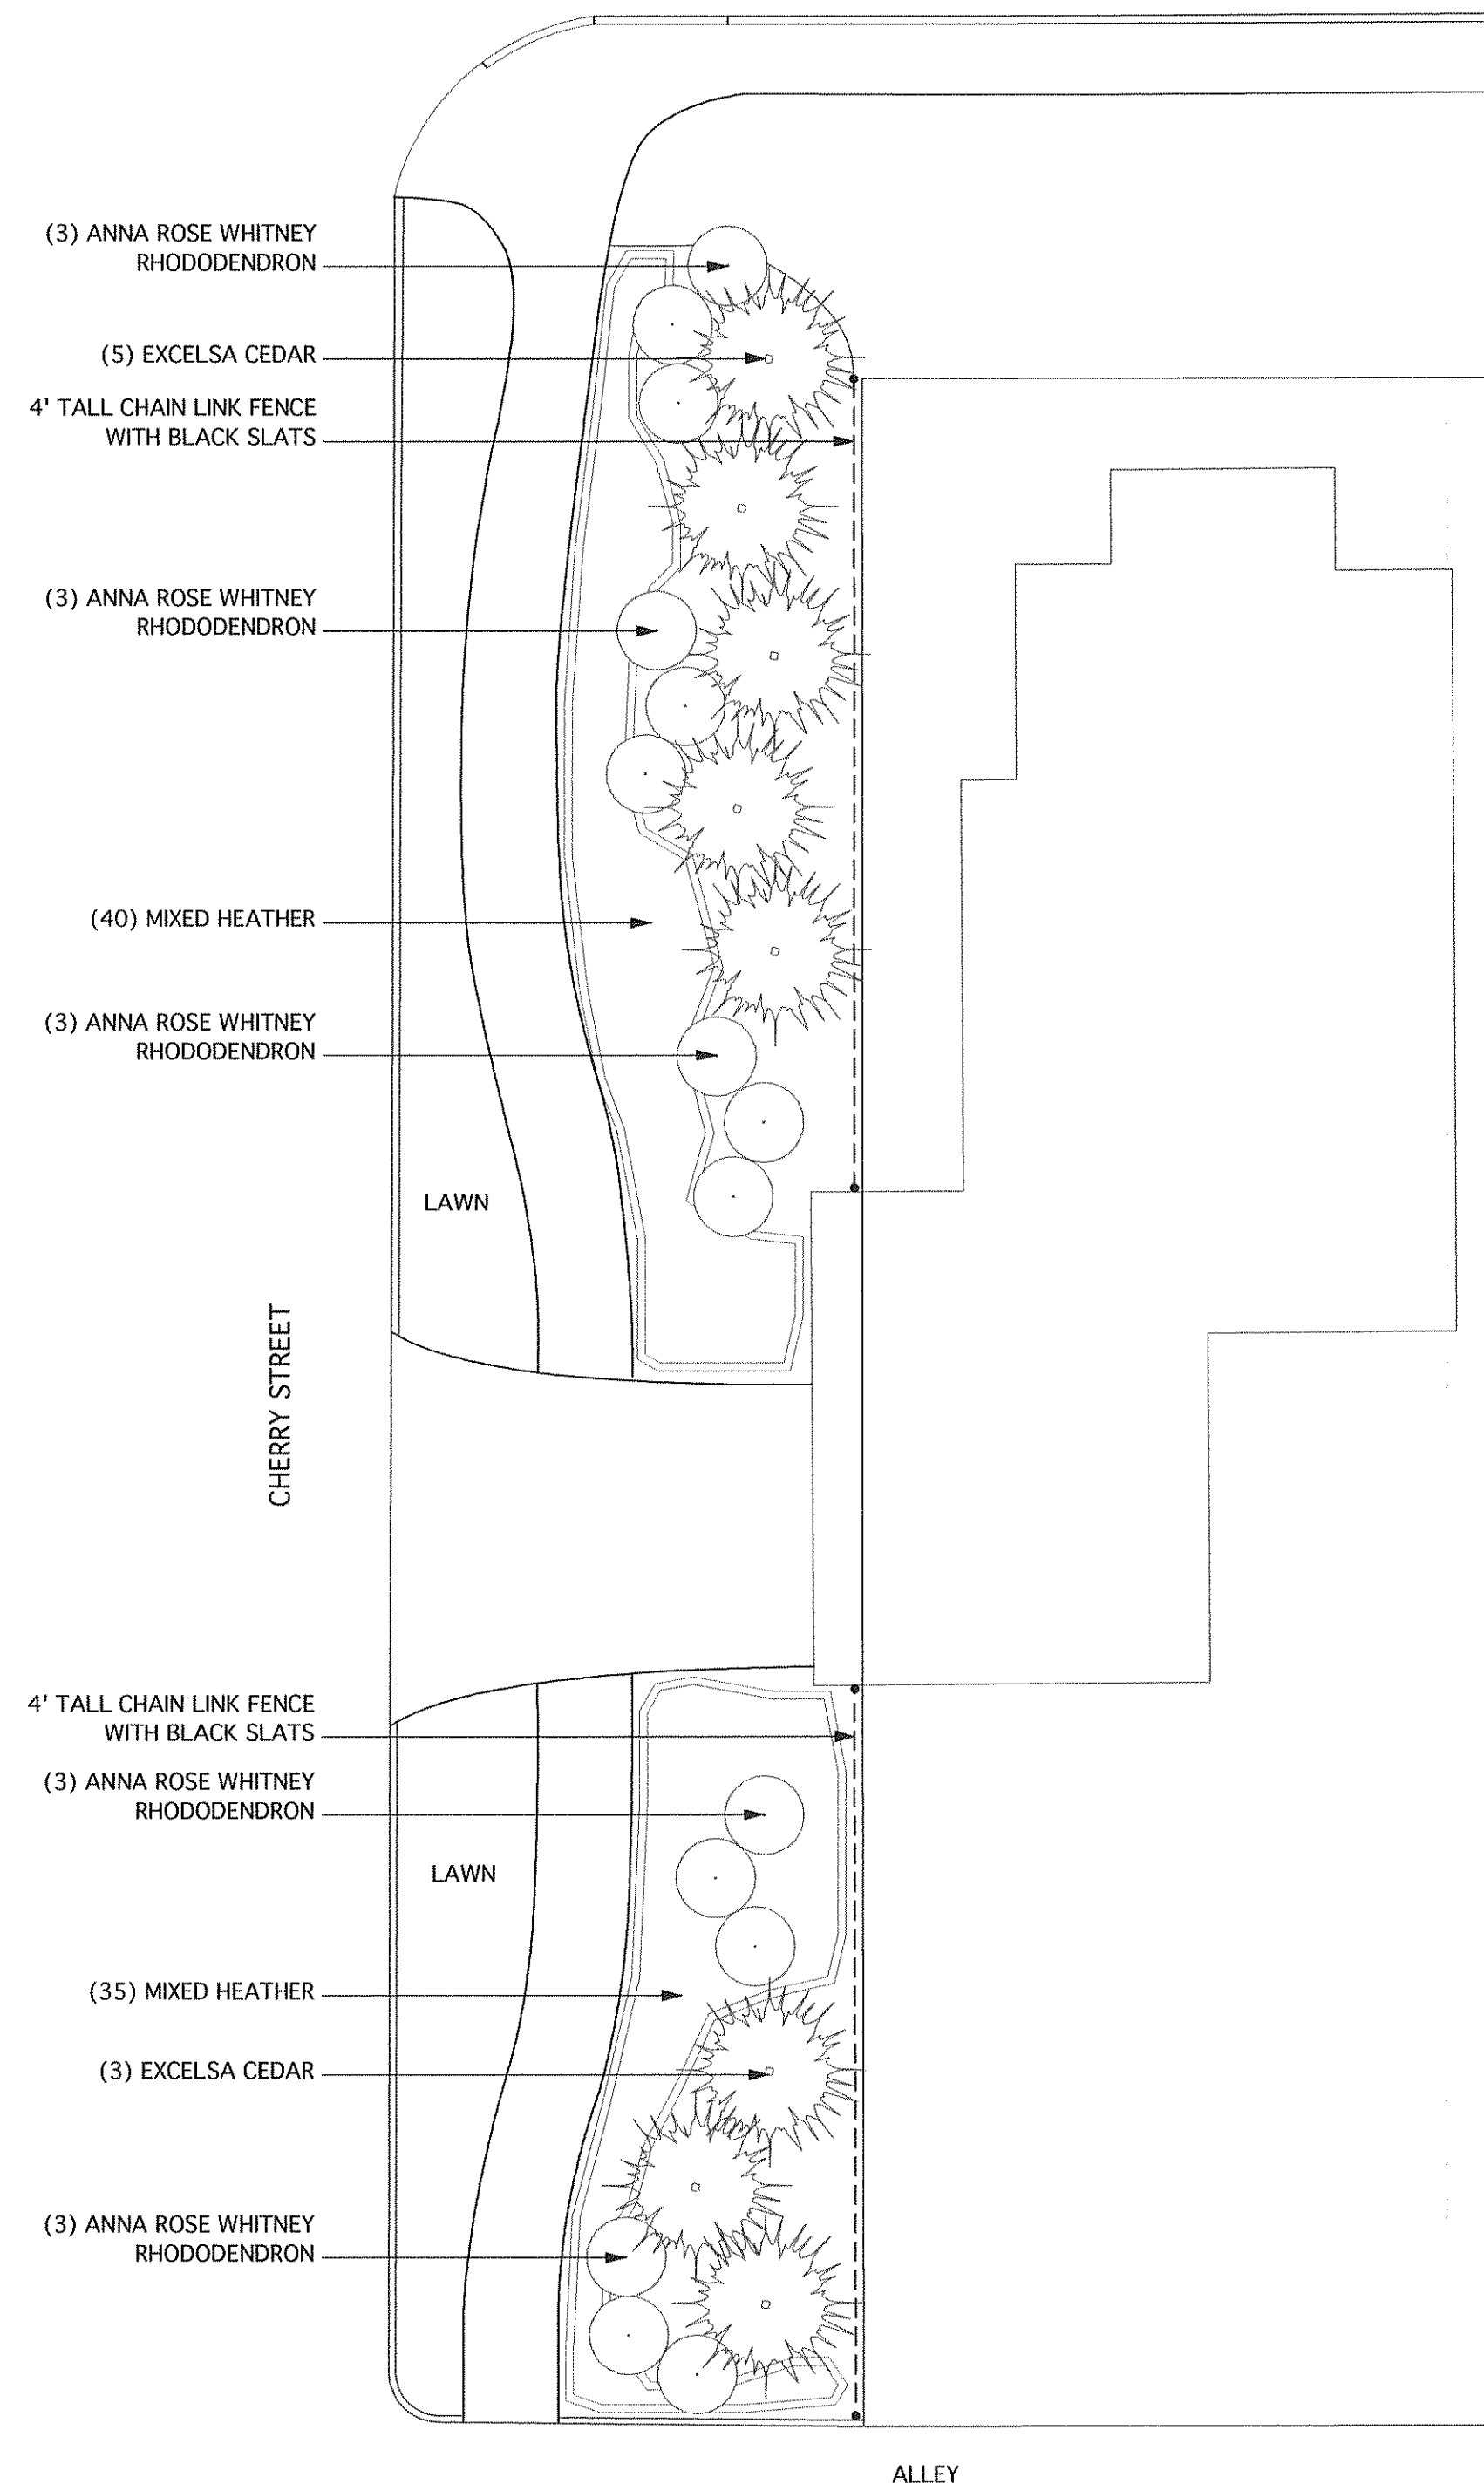 (3) ANNA ROSE WHITNEY
RHODODENDRON
(5) EXCELSA CEDAR
4' TALL CHAIN LINK FENCE
WITH BLACK SLATS
(3) ANNA ROSE WHITNEY
RHODODENDRON
(40) MIXED HEATHER
(3) ANNA ROSE WHITNEY
RHODODENDRON
LAWN
CHERRY STREET
4' TALL CHAIN LINK FENCE
WITH BLACK SLATS
(3) ANNA ROSE WHITNEY
RHODODENDRON
LAWN
(35) MIXED HEATHER
(3) EXCELSA CEDAR
(3) ANNA ROSE WHITNEY
RHODODENDRON
ALLEY